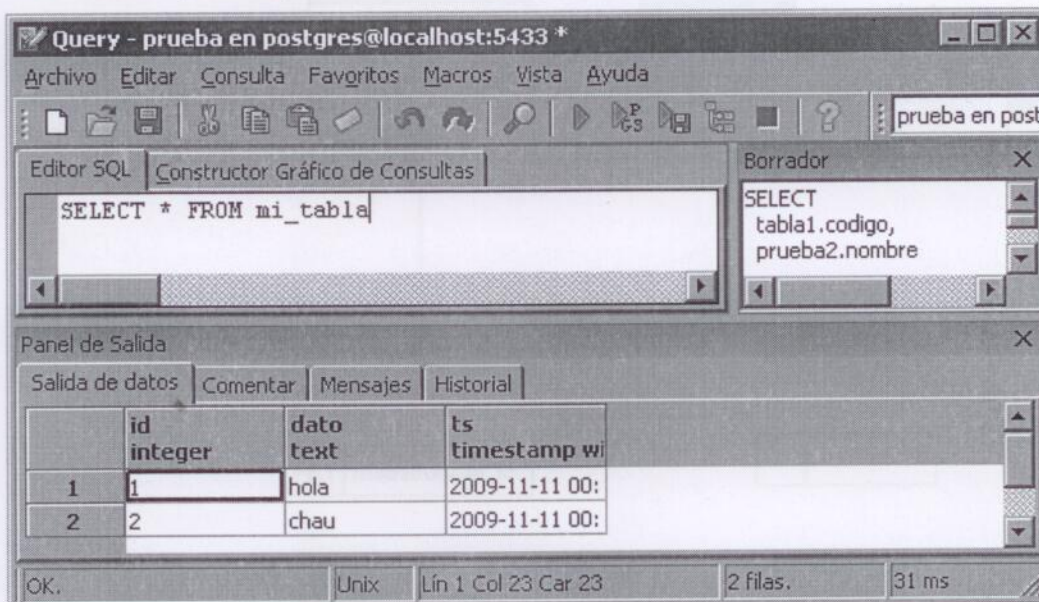 Query - prueba en postgres@localhost:5433 *
Archivo Editar Consulta Favoritos Macros Vista Ayuda
prueba en post
Editor SQL Constructor Gráfico de Consultas
SELECT * FROM mi_tabla
Borrador
SELECT
tabla1.codigo,
prueba2.nombre
Panel de Salida
Salida de datos Comentar Mensajes Historial
id integer dato text ts timestamp wi
1 1 hola 2009-11-11 00:
2 2 chau 2009-11-11 00:
OK. Unix Lín 1 Col 23 Car 23 2 filas. 31 ms